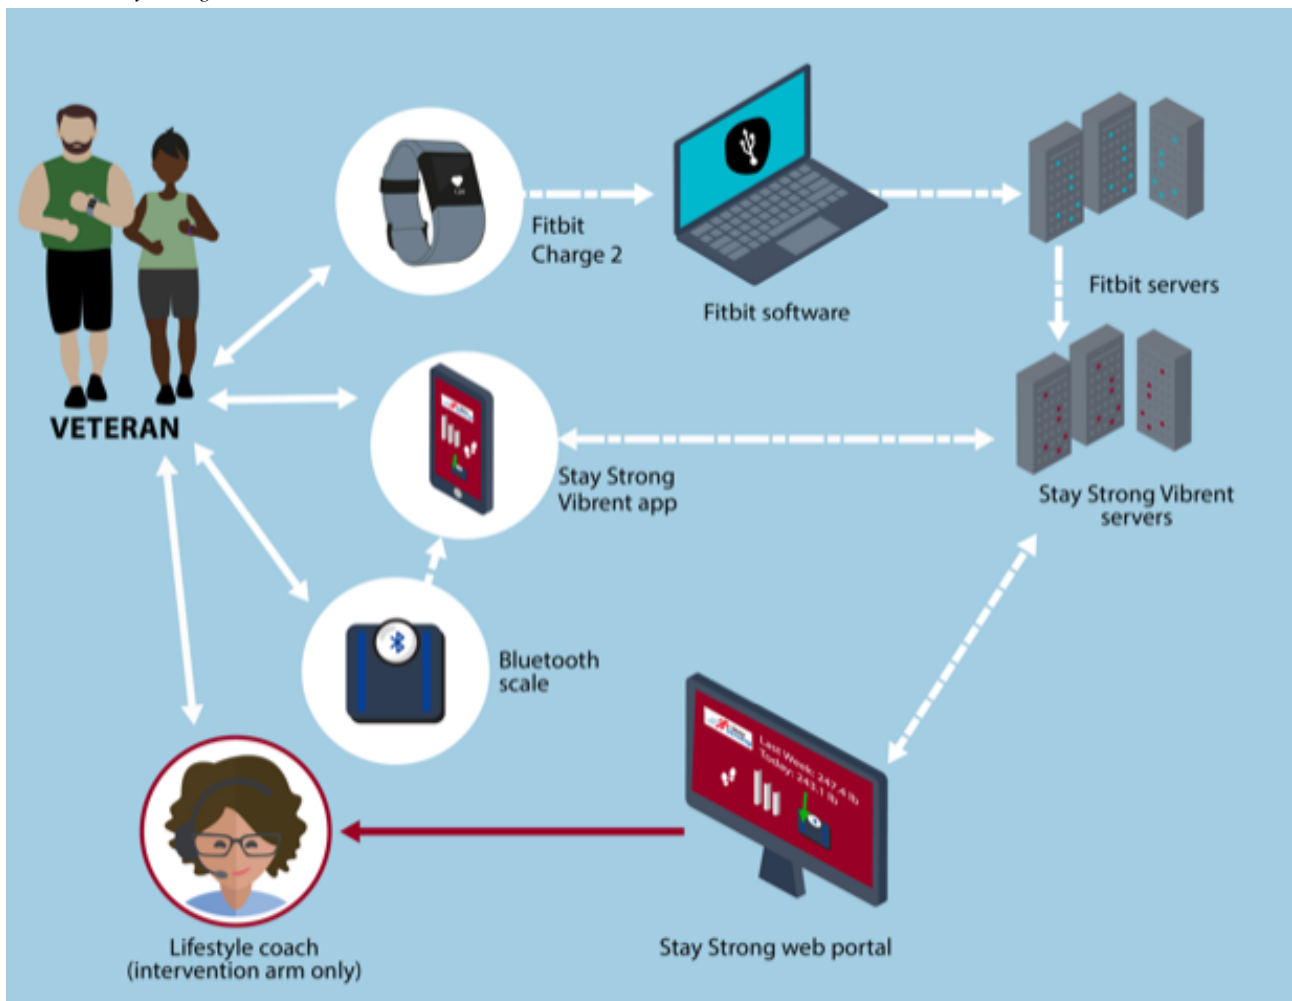 Fitbit
Charge 2
Fitbit software
Fitbit servers
VETERAN
Stay Strong
Vibrent app
Stay Strong Vibrent
servers
Bluetooth
scale
Last Week: 247.4 lb
Today: 243.1 lb
Lifestyle coach
(intervention arm only)
Stay Strong web portal